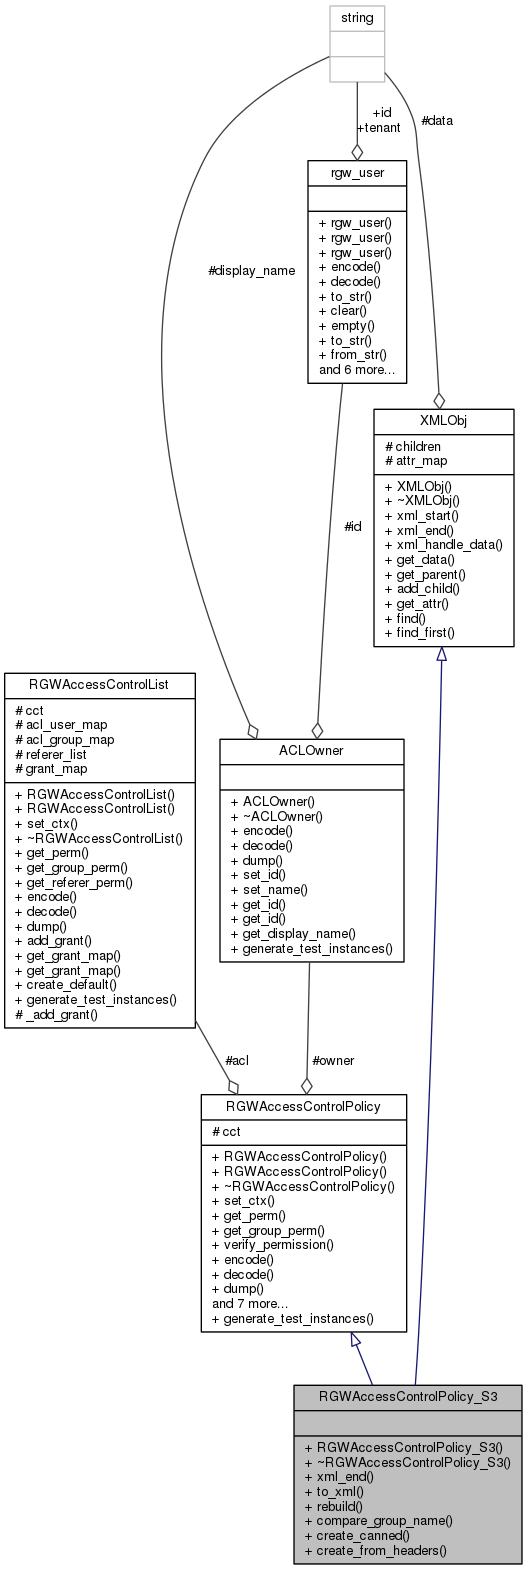 string
+id
+tenant
#data
rgw_user
+ rgw_user()
+ rgw_user()
+ rgw_user()
+ encode()
+ decode()
+ to_str()
+ clear()
+ empty()
+ to_str()
+ from_str()
and 6 more...
#display_name
XMLObj
# children
# attr_map
+ XMLObj()
+ ~XMLObj()
+ xml_start()
+ xml_end()
+ xml_handle_data()
+ get_data()
+ get_parent()
+ add_child()
+ get_attr()
+ find()
+ find_first()
#id
RGWAccessControlList
# cct
# acl_user_map
# acl_group_map
# referer_list
# grant_map
+ RGWAccessControlList()
+ RGWAccessControlList()
+ set_ctx()
+ ~RGWAccessControlList()
+ get_perm()
+ get_group_perm()
+ get_referer_perm()
+ encode()
+ decode()
+ dump()
+ add_grant()
+ get_grant_map()
+ get_grant_map()
+ create_default()
+ generate_test_instances()
# _add_grant()
ACLOwner
+ ACLOwner()
+ ~ACLOwner()
+ encode()
+ decode()
+ dump()
+ set_id()
+ set_name()
+ get_id()
+ get_id()
+ get_display_name()
+ generate_test_instances()
#acl
#owner
RGWAccessControlPolicy
# cct
+ RGWAccessControlPolicy()
+ RGWAccessControlPolicy()
+ ~RGWAccessControlPolicy()
+ set_ctx()
+ get_perm()
+ get_group_perm()
+ verify_permission()
+ encode()
+ decode()
+ dump()
and 7 more...
+ generate_test_instances()
RGWAccessControlPolicy_S3
+ RGWAccessControlPolicy_S3()
+ ~RGWAccessControlPolicy_S3()
+ xml_end()
+ to_xml()
+ rebuild()
+ compare_group_name()
+ create_canned()
+ create_from_headers()